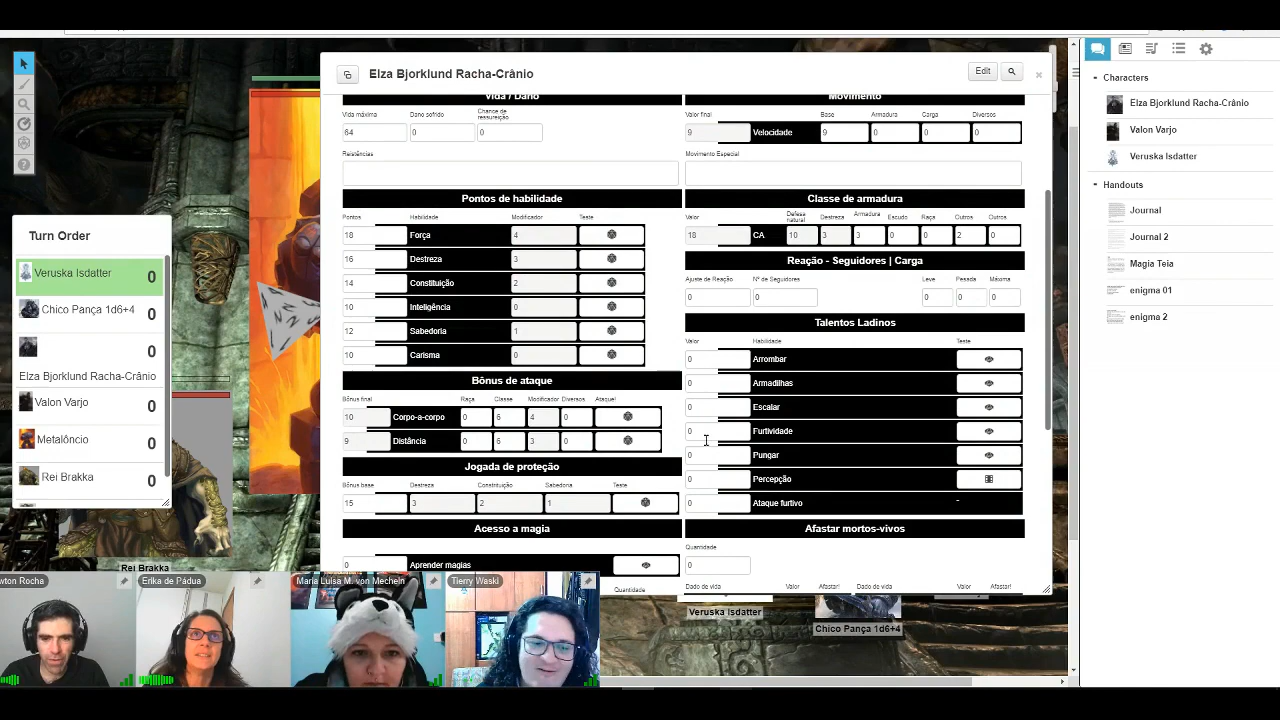 Elza Bjorklund Racha-Crânio
Edit
Vida / Dano
Vida máxima
Dano sofrido
Chance de ressureição
64
0
0
Resistências
Pontos de habilidade
Pontos Habilidade Modificador Teste
18 Força 4
16 Destreza 3
14 Constituição 2
10 Inteligência 0
12 Sabedoria 1
10 Carisma 0
Bônus de ataque
Bônus final Raça Classe Modificador Diversos Ataque!
10 Corpo-a-corpo 0 6 4 0
9 Distância 0 6 3 0
Jogada de proteção
Bônus base Destreza Constituição Sabedoria Teste
15 3 2 1
Acesso a magia
0 Aprender magias
Quantidade
Movimento
Valor final Base Armadura Carga Diversos
9 Velocidade 9 0 0 0
Movimento Especial
Classe de armadura
Valor Defesa natural Destreza Armadura Escudo Raça Outros Outros
18 CA 10 3 3 0 0 2 0
Reação - Seguidores | Carga
Ajuste de Reação Nº de Seguidores Leve Pesada Máxima
0 0 0 0 0
Talentos Ladinos
Valor Habilidade Teste
0 Arrombar
0 Armadilhas
0 Escalar
0 Furtividade
0 Pungar
0 Percepção
0 Ataque furtivo -
Afastar mortos-vivos
Quantidade
0
Dado de vida Valor Afastar! Dado de vida Valor Afastar!
Turn Order
Veruska Isdatter 0
Chico Pança 1d6+4 0
0
Elza Bjorklund Racha-Crânio
Valon Varjo 0
Metalôncio 0
Rei Brakka 0
Rei Brakka
Veruska Isdatter
Chico Pança 1d6+4
wton Rocha
Erika de Pádua
Maria Luisa M. von Mecheln
Tierry Waskl
Characters
Elza Bjorklund Racha-Crânio
Valon Varjo
Veruska Isdatter
Handouts
Journal
Journal 2
Magia Teia
enigma 01
enigma 2